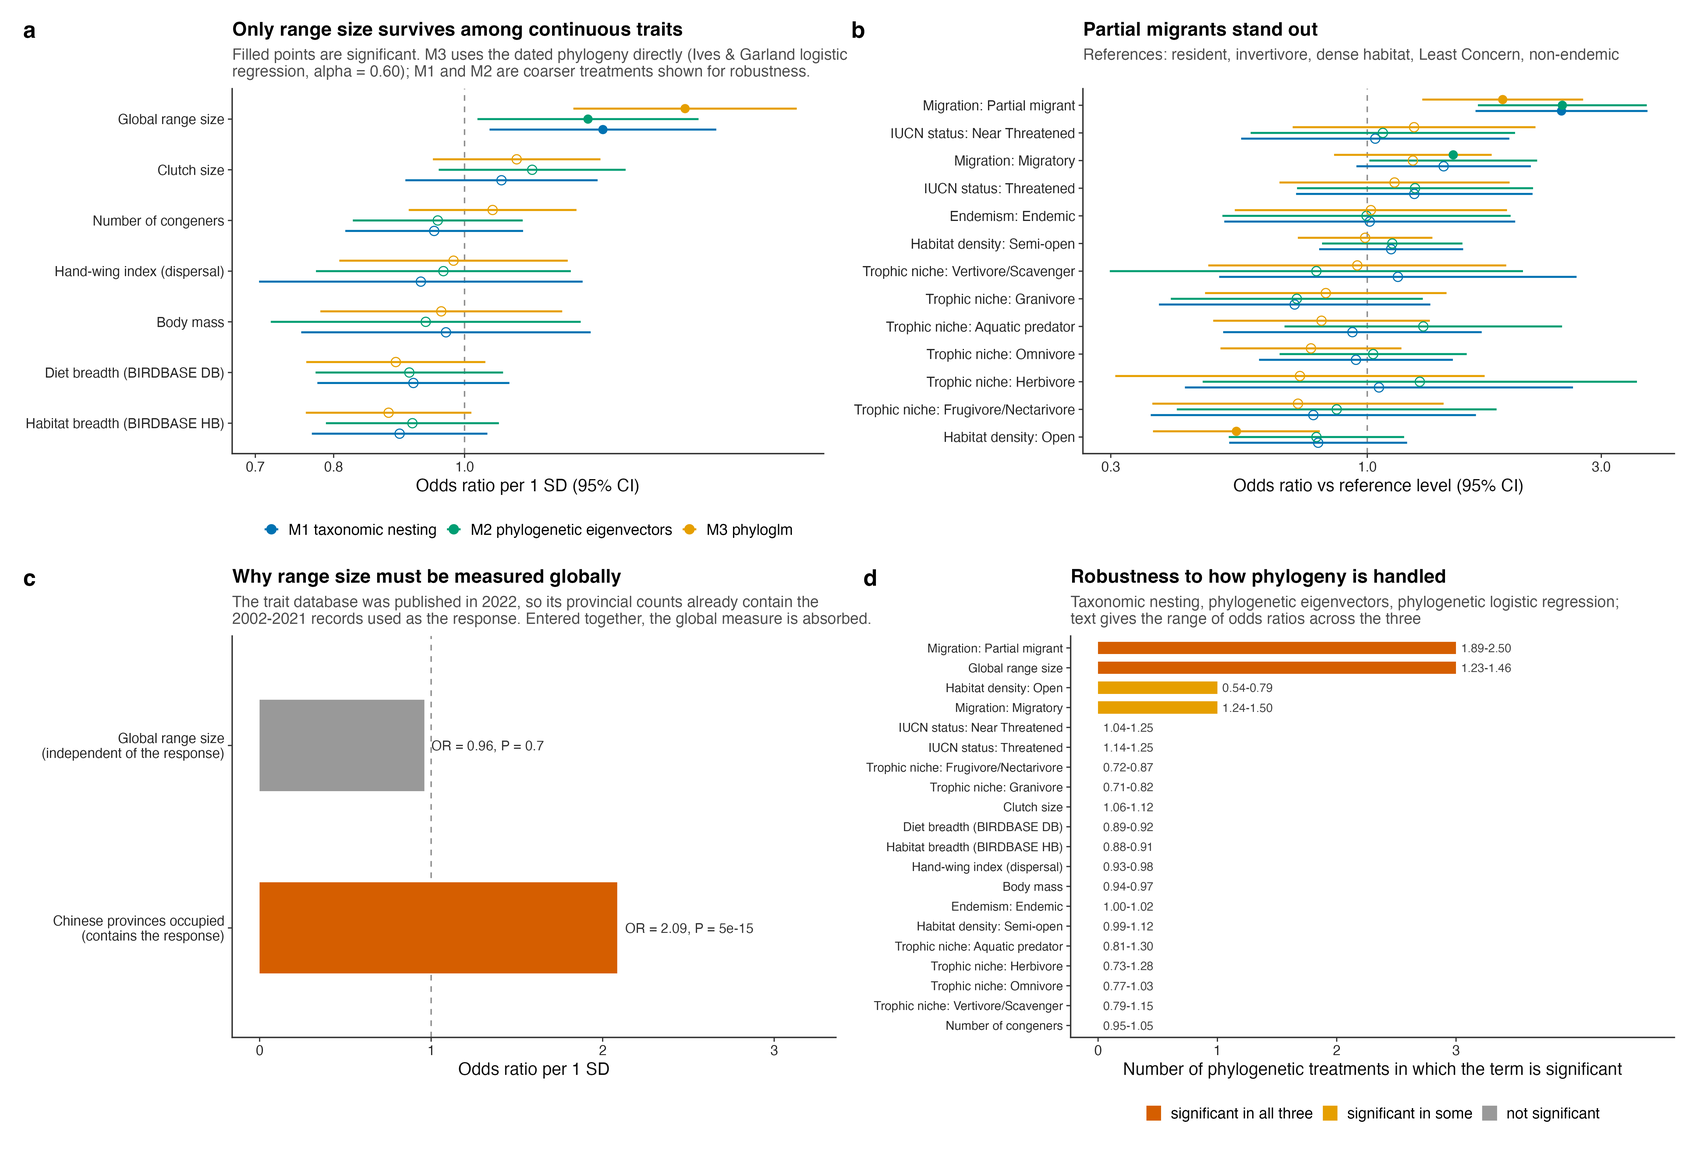 a
Only range size survives among continuous traits
Filled points are significant. M3 uses the dated phylogeny directly (Ives & Garland logistic
regression, alpha = 0.60); M1 and M2 are coarser treatments shown for robustness.
Global range size
Clutch size
Number of congeners
Hand-wing index (dispersal)
Body mass
Diet breadth (BIRDBASE DB)
Habitat breadth (BIRDBASE HB)
0.7
0.8
1.0
Odds ratio per 1 SD (95% CI)
M1 taxonomic nesting
M2 phylogenetic eigenvectors
M3 phyloglm
b
Partial migrants stand out
References: resident, invertivore, dense habitat, Least Concern, non-endemic
Migration: Partial migrant
IUCN status: Near Threatened
Migration: Migratory
IUCN status: Threatened
Endemism: Endemic
Habitat density: Semi-open
Trophic niche: Vertivore/Scavenger
Trophic niche: Granivore
Trophic niche: Aquatic predator
Trophic niche: Omnivore
Trophic niche: Herbivore
Trophic niche: Frugivore/Nectarivore
Habitat density: Open
0.3
1.0
3.0
Odds ratio vs reference level (95% CI)
c
Why range size must be measured globally
The trait database was published in 2022, so its provincial counts already contain the
2002-2021 records used as the response. Entered together, the global measure is absorbed.
Global range size
(independent of the response)
OR = 0.96, P = 0.7
Chinese provinces occupied
(contains the response)
OR = 2.09, P = 5e-15
0
1
2
3
Odds ratio per 1 SD
d
Robustness to how phylogeny is handled
Taxonomic nesting, phylogenetic eigenvectors, phylogenetic logistic regression;
text gives the range of odds ratios across the three
Migration: Partial migrant 1.89-2.50
Global range size 1.23-1.46
Habitat density: Open 0.54-0.79
Migration: Migratory 1.24-1.50
IUCN status: Near Threatened 1.04-1.25
IUCN status: Threatened 1.14-1.25
Trophic niche: Frugivore/Nectarivore 0.72-0.87
Trophic niche: Granivore 0.71-0.82
Clutch size 1.06-1.12
Diet breadth (BIRDBASE DB) 0.89-0.92
Habitat breadth (BIRDBASE HB) 0.88-0.91
Hand-wing index (dispersal) 0.93-0.98
Body mass 0.94-0.97
Endemism: Endemic 1.00-1.02
Habitat density: Semi-open 0.99-1.12
Trophic niche: Aquatic predator 0.81-1.30
Trophic niche: Herbivore 0.73-1.28
Trophic niche: Omnivore 0.77-1.03
Trophic niche: Vertivore/Scavenger 0.79-1.15
Number of congeners 0.95-1.05
0
1
2
3
Number of phylogenetic treatments in which the term is significant
significant in all three
significant in some
not significant